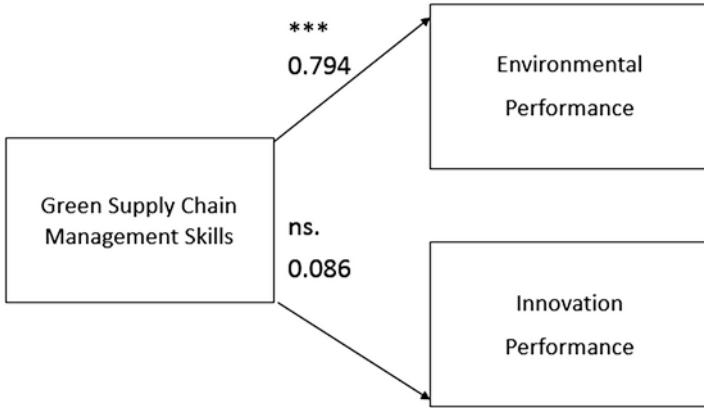 ***
0.794
Environmental
Performance
Green Supply Chain
Management Skills
ns.
0.086
Innovation
Performance